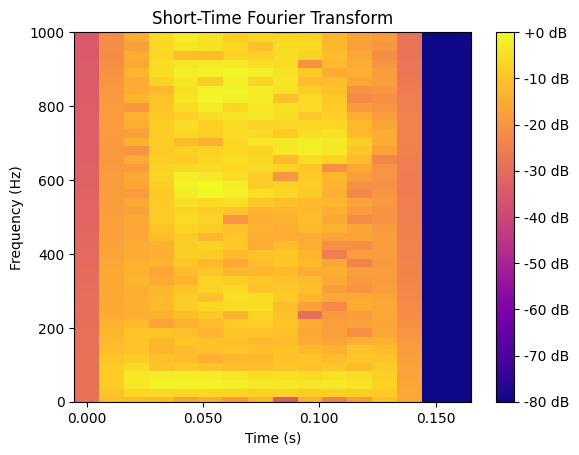 Short-Time Fourier Transform
1000
800
600
400
200
0
Frequency (Hz)
0.000
0.050
0.100
0.150
Time (s)
+0 dB
-10 dB
-20 dB
-30 dB
-40 dB
-50 dB
-60 dB
-70 dB
-80 dB